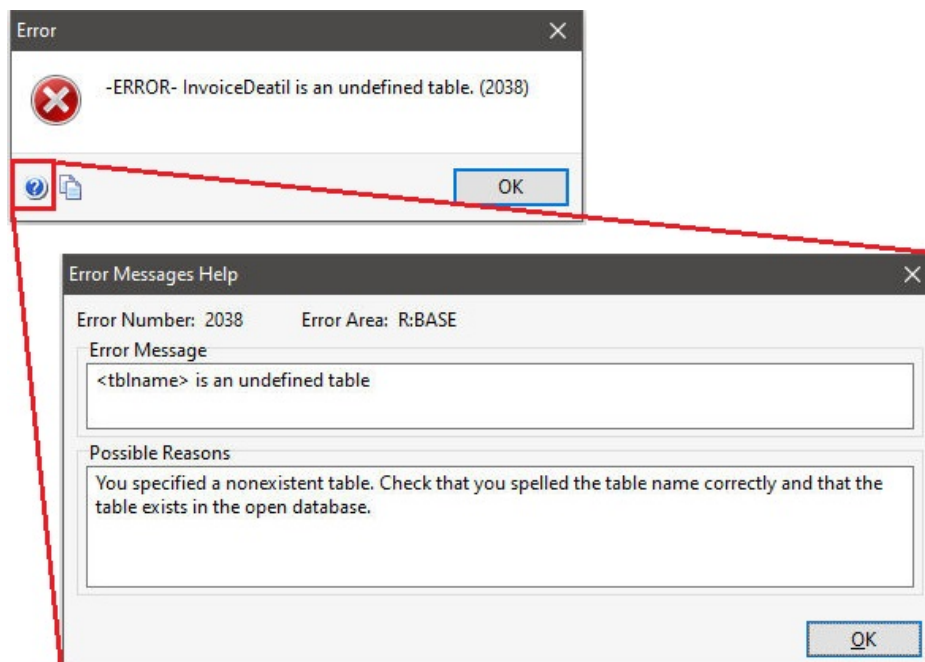 Error
-ERROR- InvoiceDeatil is an undefined table. (2038)
OK
Error Messages Help
Error Number: 2038 Error Area: R:BASE
Error Message
<tblname> is an undefined table
Possible Reasons
You specified a nonexistent table. Check that you spelled the table name correctly and that the
table exists in the open database.
OK